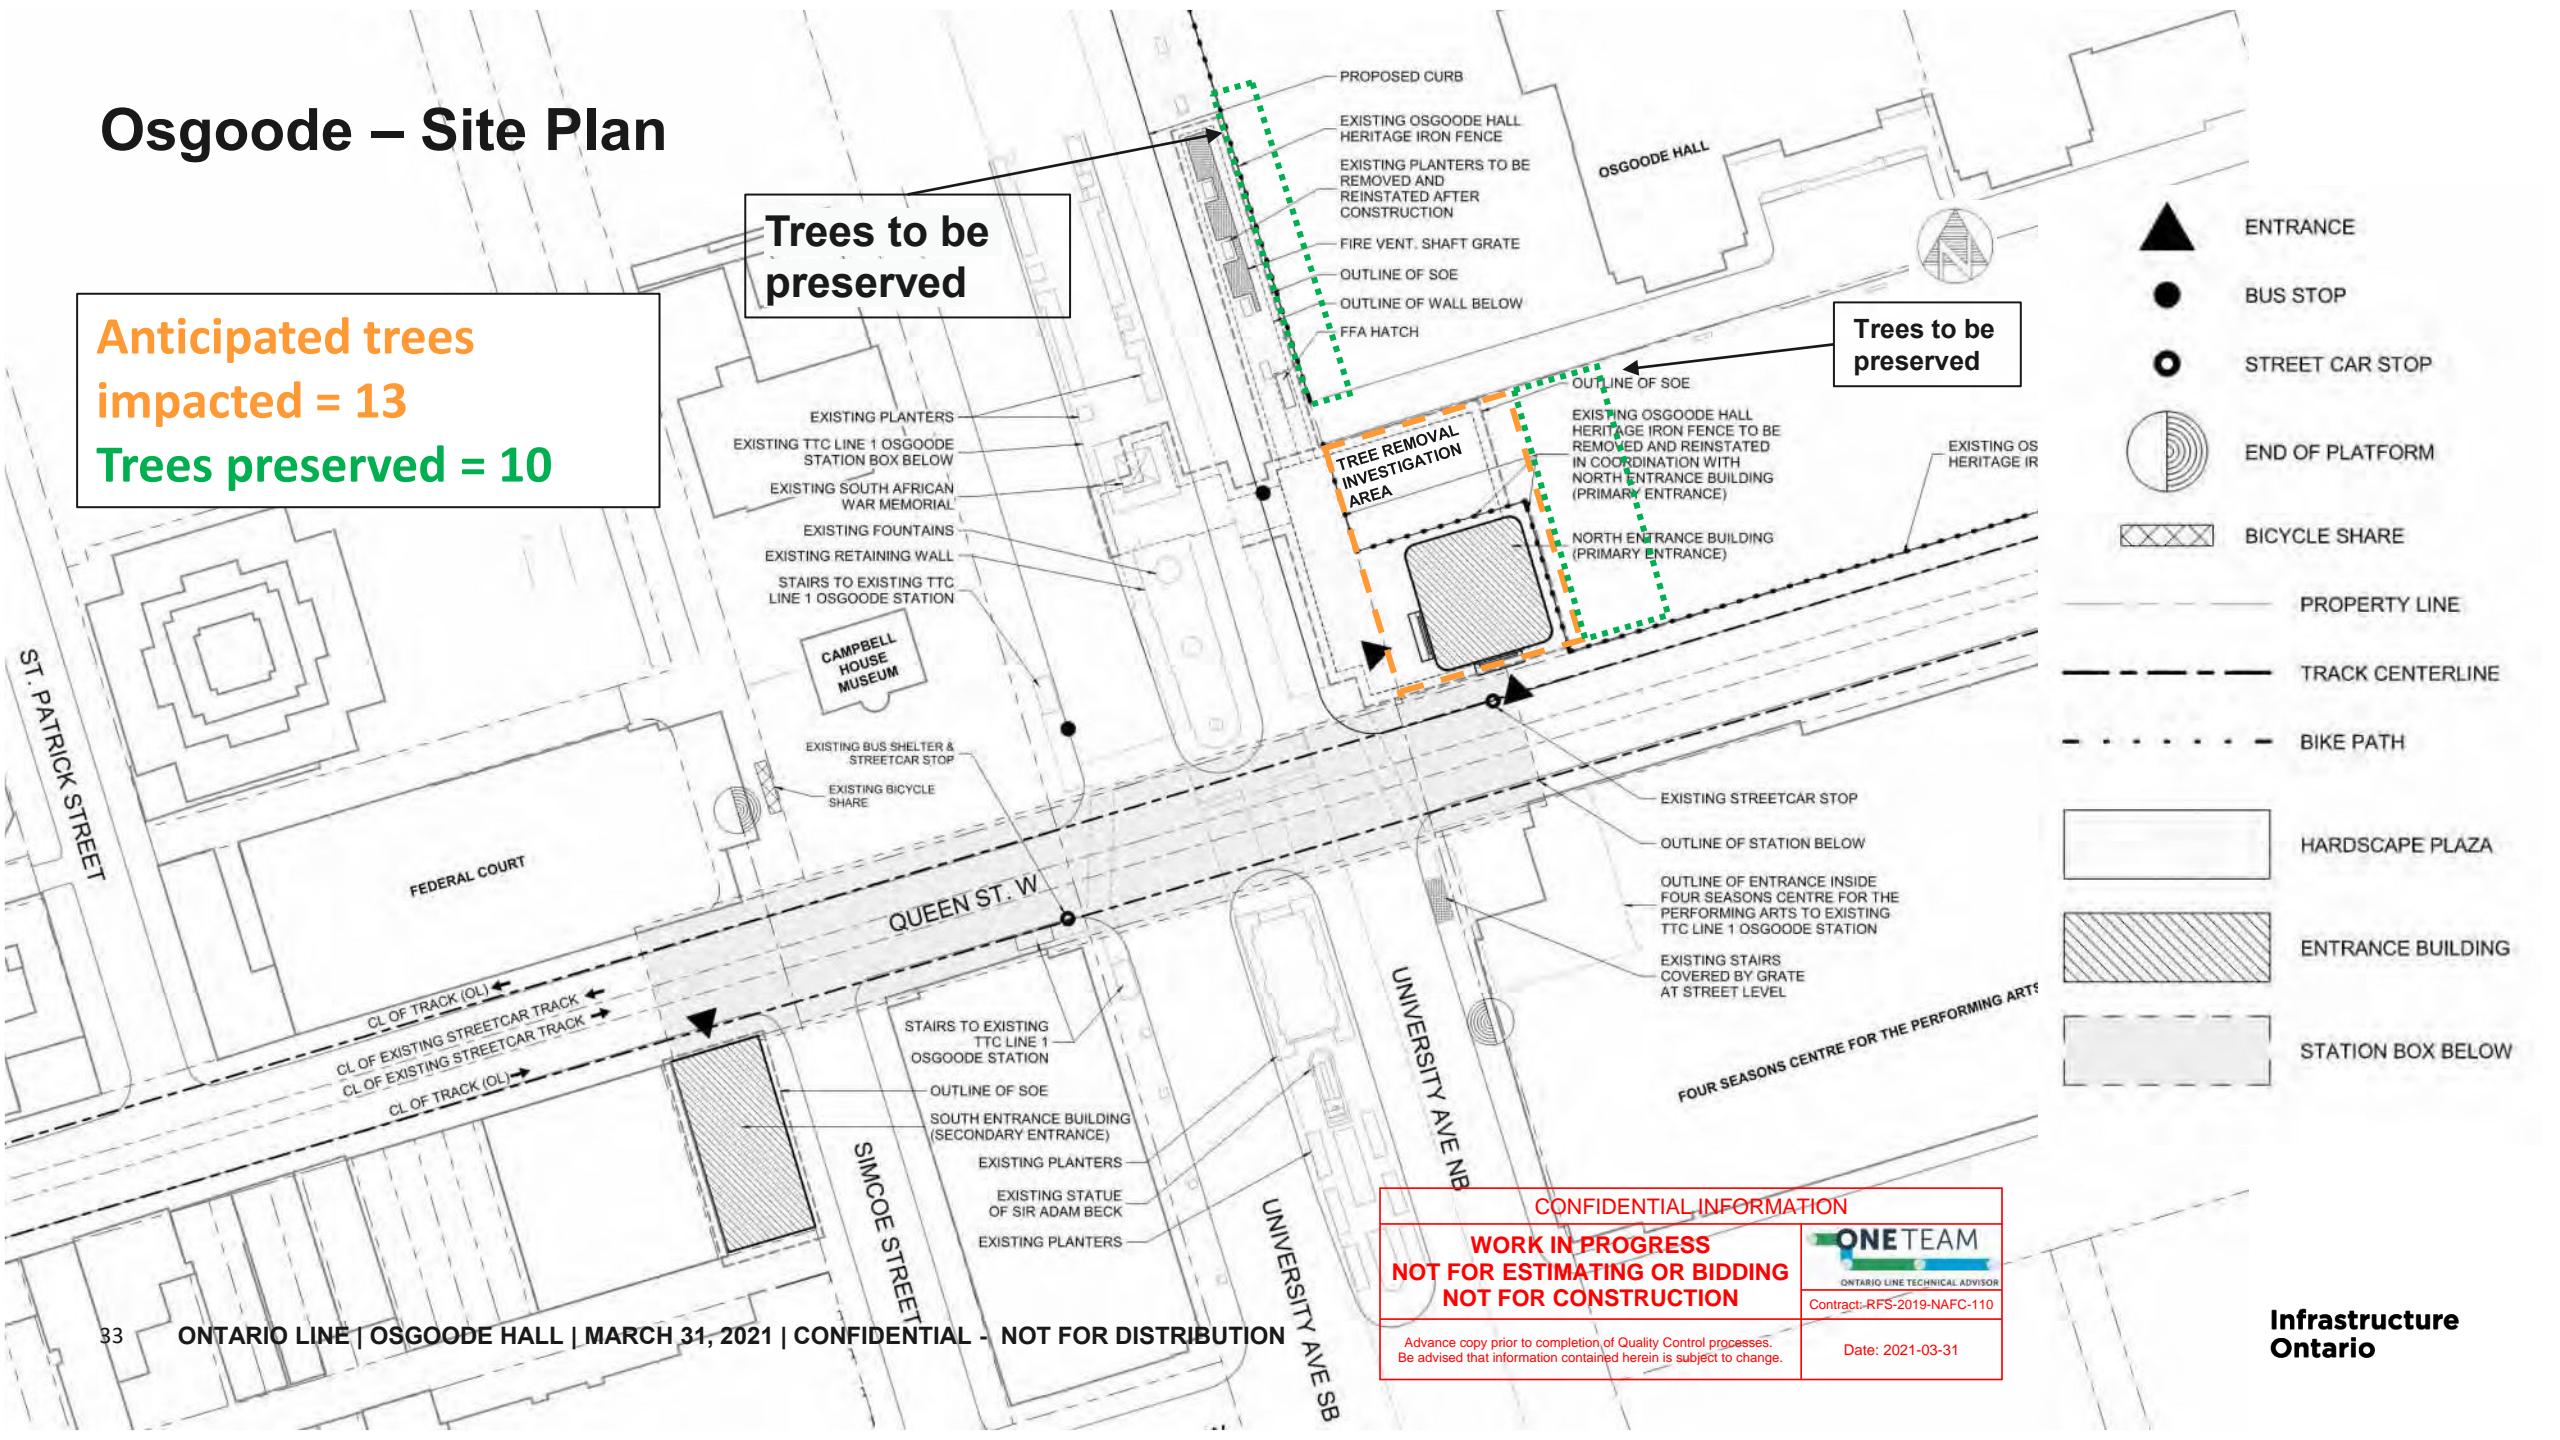 Osgoode – Site Plan
Trees to be
preserved
Anticipated trees
impacted = 13
Trees preserved = 10
PROPOSED CURB
EXISTING OSGOODE HALL
HERITAGE IRON FENCE
EXISTING PLANTERS TO BE
REMOVED AND
REINSTATED AFTER
CONSTRUCTION
FIRE VENT. SHAFT GRATE
OUTLINE OF SOE
OUTLINE OF WALL BELOW
FFA HATCH
OSGOODE HALL
N
Trees to be
preserved
OUTLINE OF SOE
EXISTING OSGOODE HALL
HERITAGE IRON FENCE TO BE
REMOVED AND REINSTATED
IN COORDINATION WITH
NORTH ENTRANCE BUILDING
(PRIMARY ENTRANCE)
NORTH ENTRANCE BUILDING
(PRIMARY ENTRANCE)
EXISTING OS
HERITAGE IR
TREE REMOVAL
INVESTIGATION
AREA
EXISTING PLANTERS
EXISTING TTC LINE 1 OSGOODE
STATION BOX BELOW
EXISTING SOUTH AFRICAN
WAR MEMORIAL
EXISTING FOUNTAINS
EXISTING RETAINING WALL
STAIRS TO EXISTING TTC
LINE 1 OSGOODE STATION
CAMPBELL
HOUSE
MUSEUM
EXISTING BUS SHELTER &
STREETCAR STOP
EXISTING BICYCLE
SHARE
ST. PATRICK STREET
FEDERAL COURT
QUEEN ST. W
CL OF TRACK (OL)
CL OF EXISTING STREETCAR TRACK
CL OF EXISTING STREETCAR TRACK
CL OF TRACK (OL)
EXISTING STREETCAR STOP
OUTLINE OF STATION BELOW
OUTLINE OF ENTRANCE INSIDE
FOUR SEASONS CENTRE FOR THE
PERFORMING ARTS TO EXISTING
TTC LINE 1 OSGOODE STATION
EXISTING STAIRS
COVERED BY GRATE
AT STREET LEVEL
FOUR SEASONS CENTRE FOR THE PERFORMING ARTS
STAIRS TO EXISTING
TTC LINE 1
OSGOODE STATION
OUTLINE OF SOE
SOUTH ENTRANCE BUILDING
(SECONDARY ENTRANCE)
EXISTING PLANTERS
EXISTING STATUE
OF SIR ADAM BECK
EXISTING PLANTERS
SIMCOE STREET
UNIVERSITY AVE SB
UNIVERSITY AVE NB
ENTRANCE
BUS STOP
STREET CAR STOP
END OF PLATFORM
BICYCLE SHARE
PROPERTY LINE
TRACK CENTERLINE
BIKE PATH
HARDSCAPE PLAZA
ENTRANCE BUILDING
STATION BOX BELOW
CONFIDENTIAL INFORMATION
WORK IN PROGRESS
NOT FOR ESTIMATING OR BIDDING
NOT FOR CONSTRUCTION
ONETEAM
ONTARIO LINE TECHNICAL ADVISOR
Contract: RFS-2019-NAFC-110
Advance copy prior to completion of Quality Control processes.
Be advised that information contained herein is subject to change.
Date: 2021-03-31
33
ONTARIO LINE | OSGOODE HALL | MARCH 31, 2021 | CONFIDENTIAL - NOT FOR DISTRIBUTION
Infrastructure
Ontario